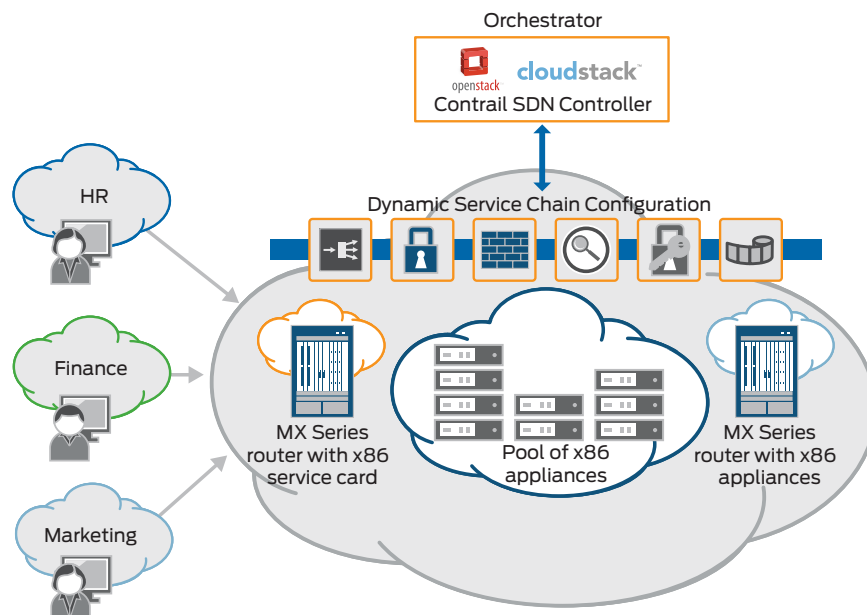 Orchestrator
openstack
cloudstack™
Contrail SDN Controller
Dynamic Service Chain Configuration
HR
Finance
Marketing
MX Series
router with x86
service card
Pool of x86
appliances
MX Series
router with x86
appliances